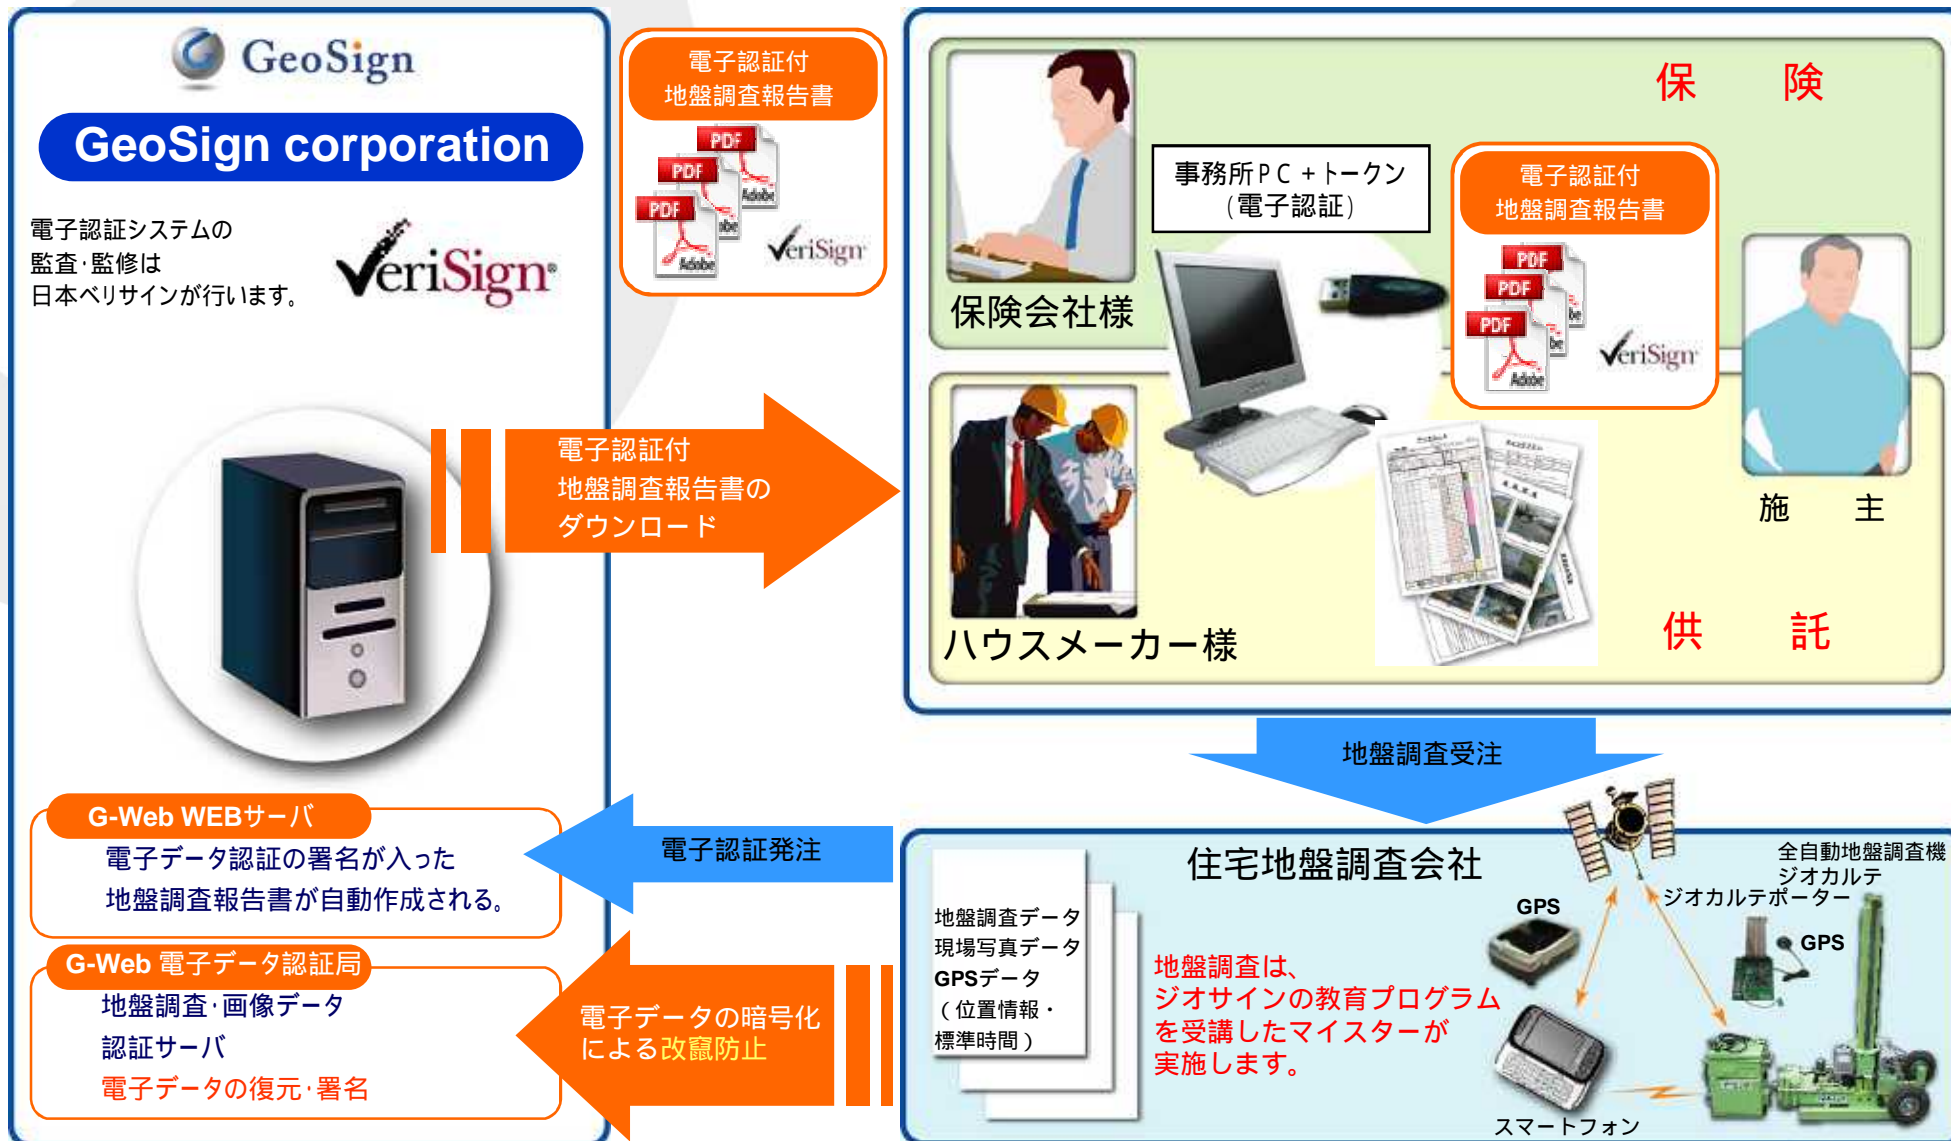 GeoSign
GeoSign corporation
電子認証システムの
監査・監修は
日本ベリサインが行います。
VeriSign
電子認証付
地盤調査報告書
PDF
PDF
PDF
Adobe
Adobe
VeriSign
電子認証付
地盤調査報告書の
ダウンロード
保 険
事務所PC+トークン
(電子認証)
電子認証付
地盤調査報告書
PDF
PDF
PDF
Adobe
VeriSign
保険会社様
ハウスメーカー様
施 主
供 託
地盤調査受注
G-Web WEBサーバ
電子データ認証の署名が入った
地盤調査報告書が自動作成される。
電子認証発注
G-Web 電子データ認証局
地盤調査・画像データ
認証サーバ
電子データの復元・署名
電子データの暗号化
による改竄防止
住宅地盤調査会社
地盤調査データ
現場写真データ
GPSデータ
(位置情報・
標準時間)
地盤調査は、
ジオサインの教育プログラム
を受講したマイスターが
実施します。
全自動地盤調査機
ジオカルテ
ジオカルテポーター
GPS
GPS
スマートフォン